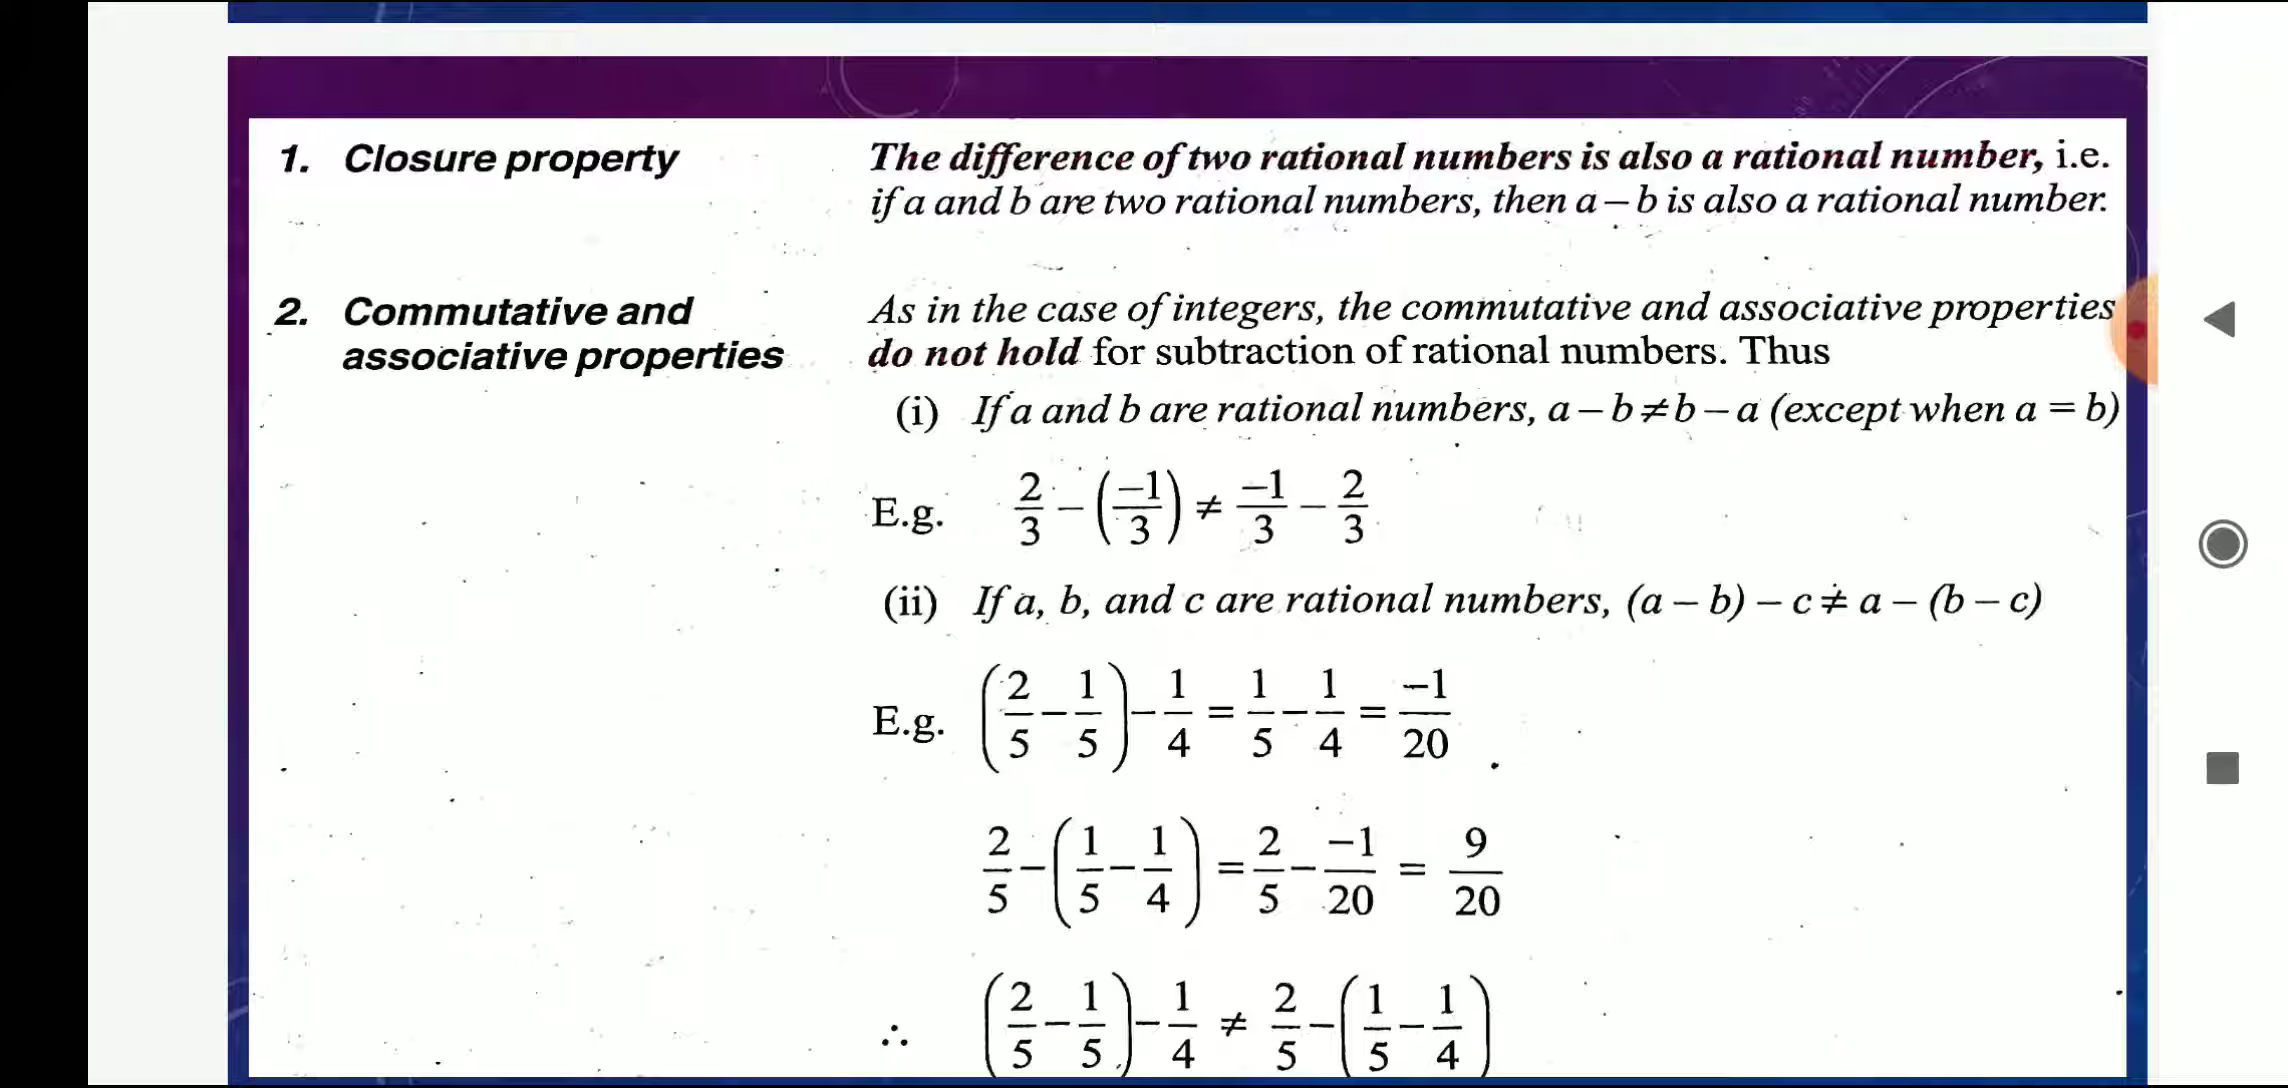 1. Closure property The difference of two rational numbers is also a rational number, i.e.
if a and b are two rational numbers, then a – b is also a rational number.
2. Commutative and As in the case of integers, the commutative and associative properties
associative properties do not hold for subtraction of rational numbers. Thus
(i) If a and b are rational numbers, a – b ≠ b – a (except when a = b)
E.g. 2/3 – (–1/3) ≠ –1/3 – 2/3
(ii) If a, b, and c are rational numbers, (a – b) – c ≠ a – (b – c)
E.g. (2/5 – 1/5) – 1/4 = 1/5 – 1/4 = –1/20
2/5 – (1/5 – 1/4) = 2/5 – –1/20 = 9/20
∴ (2/5 – 1/5) – 1/4 ≠ 2/5 – (1/5 – 1/4)